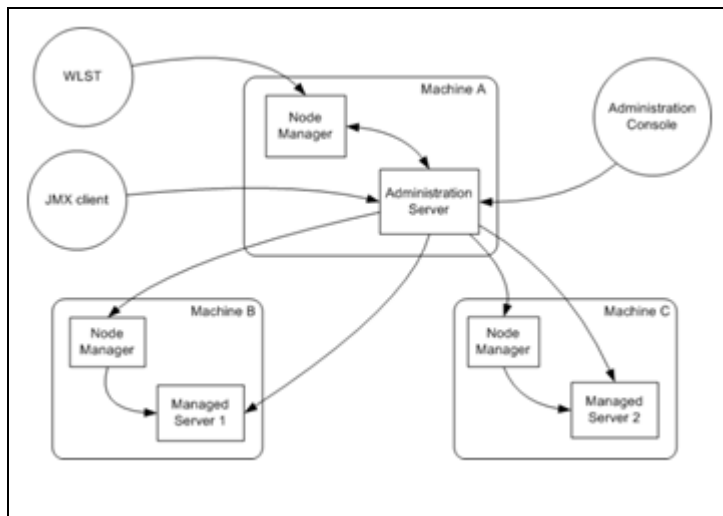 WLST
Machine A
Node
Manager
Administration
Console
JMX client
Administration
Server
Machine B
Node
Manager
Managed
Server 1
Machine C
Node
Manager
Managed
Server 2